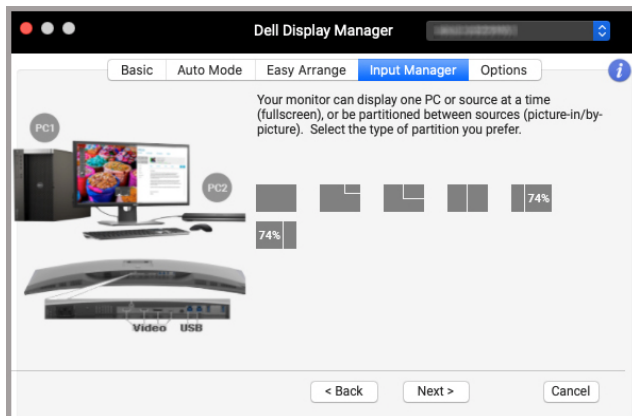 Dell Display Manager
Basic Auto Mode Easy Arrange Input Manager Options
i
Your monitor can display one PC or source at a time
(fullscreen), or be partitioned between sources (picture-in/by-
picture). Select the type of partition you prefer.
PC1
PC2
74%
74%
Video USB
< Back Next > Cancel